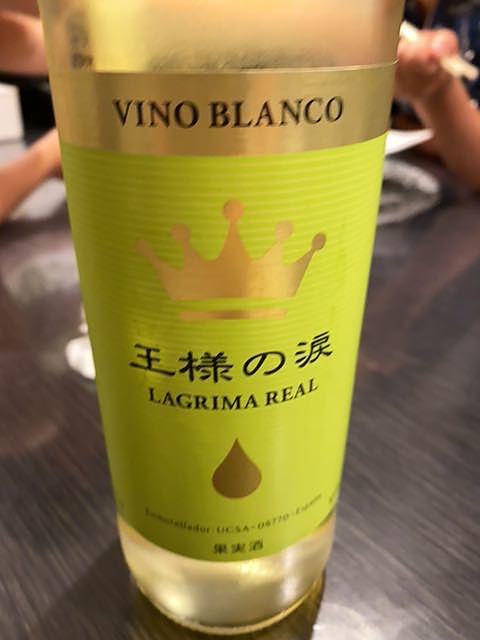 VINO BLANCO
王様の涙
LAGRIMA REAL
Embotellador: UCSA-08770-España
果実酒